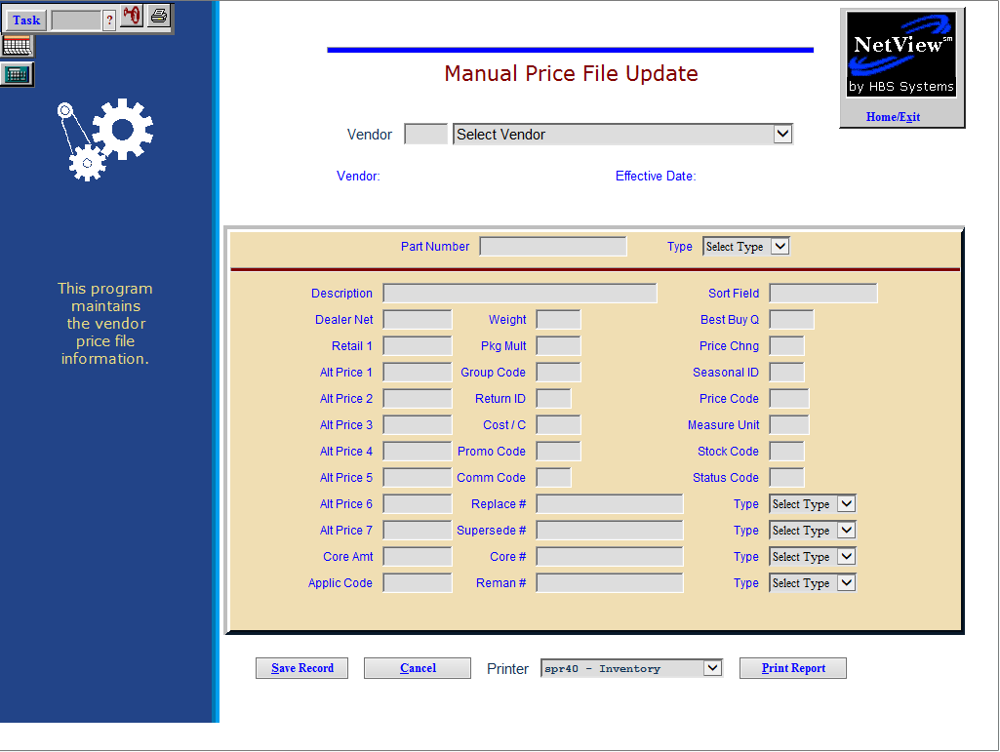 Task ?
NetView℠
by HBS Systems
Home/Exit
Manual Price File Update
Vendor Select Vendor
Vendor: Effective Date:
This program
maintains
the vendor
price file
information.
Part Number Type Select Type
Description Sort Field
Dealer Net Weight Best Buy Q
Retail 1 Pkg Mult Price Chng
Alt Price 1 Group Code Seasonal ID
Alt Price 2 Return ID Price Code
Alt Price 3 Cost / C Measure Unit
Alt Price 4 Promo Code Stock Code
Alt Price 5 Comm Code Status Code
Alt Price 6 Replace # Type Select Type
Alt Price 7 Supersede # Type Select Type
Core Amt Core # Type Select Type
Applic Code Reman # Type Select Type
Save Record Cancel Printer spr40 - Inventory Print Report